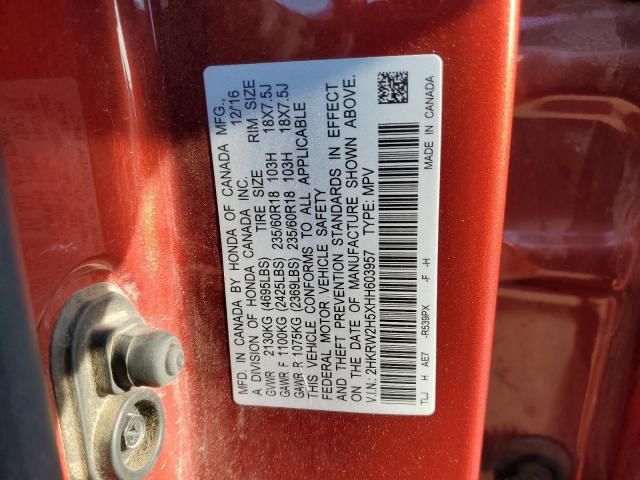 MFD. IN CANADA BY HONDA OF CANADA MFG.,
A DIVISION OF HONDA CANADA INC. 12/16
TIRE SIZE RIM SIZE
GVWR 2130KG (4695LBS)
GAWR F 1100KG (2425LBS) 235/60R18 103H 18X7.5J
GAWR R 1075KG (2369LBS) 235/60R18 103H 18X7.5J
THIS VEHICLE CONFORMS TO ALL APPLICABLE
FEDERAL MOTOR VEHICLE SAFETY
AND THEFT PREVENTION STANDARDS IN EFFECT
ON THE DATE OF MANUFACTURE SHOWN ABOVE.
V.I.N.: 2HKRW2H5XHH603957 TYPE: MPV
TLJ H AE7 -R539PX -F -H MADE IN CANADA